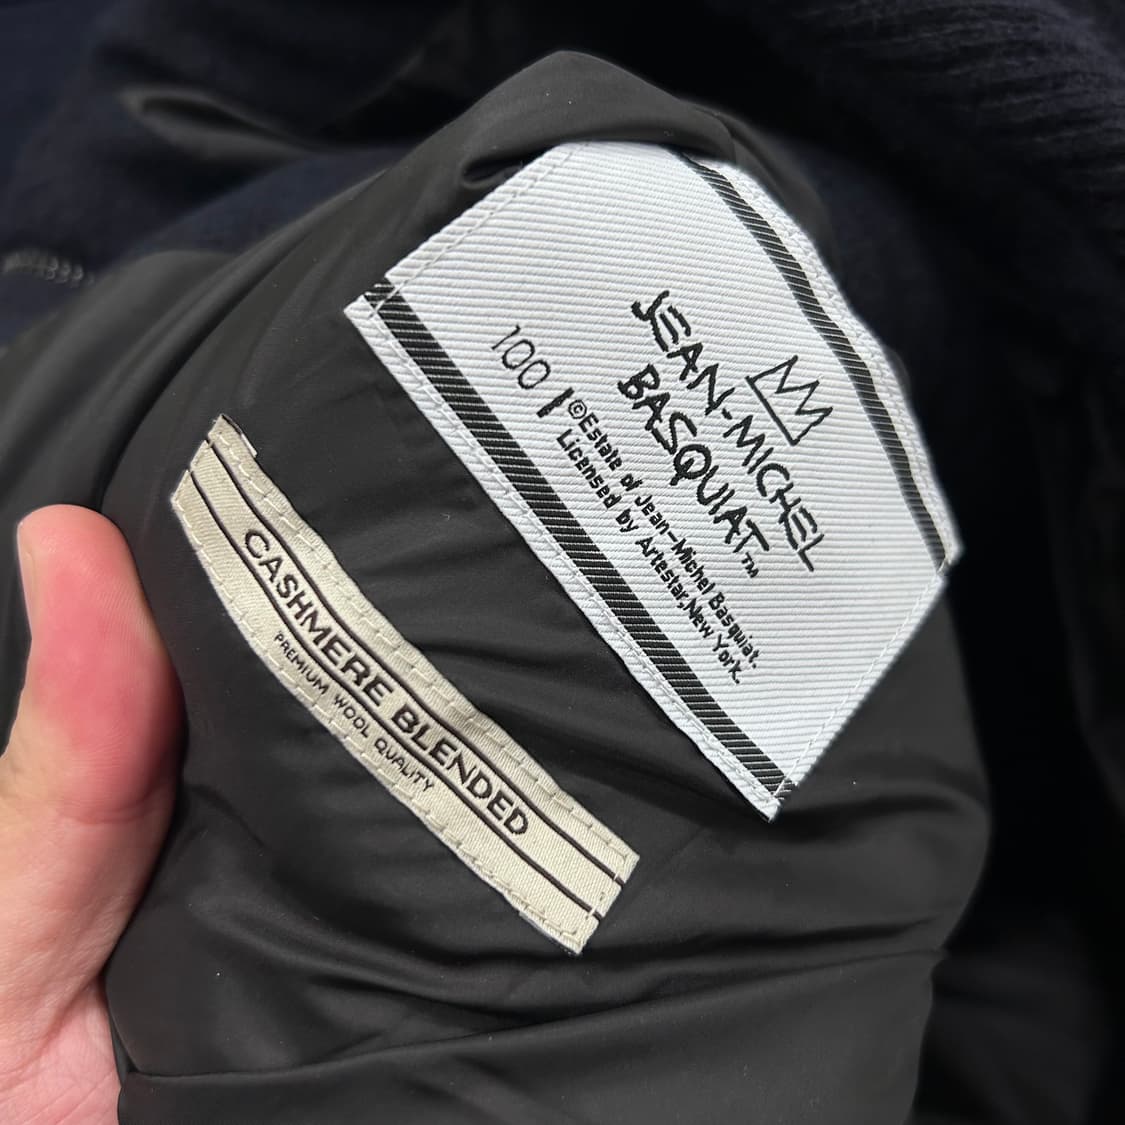 JEAN-MICHEL
BASQUIAT™
©Estate of Jean-Michel Basquiat.
Licensed by Artestar,New York.
100
CASHMERE BLENDED
PREMIUM WOOL QUALITY